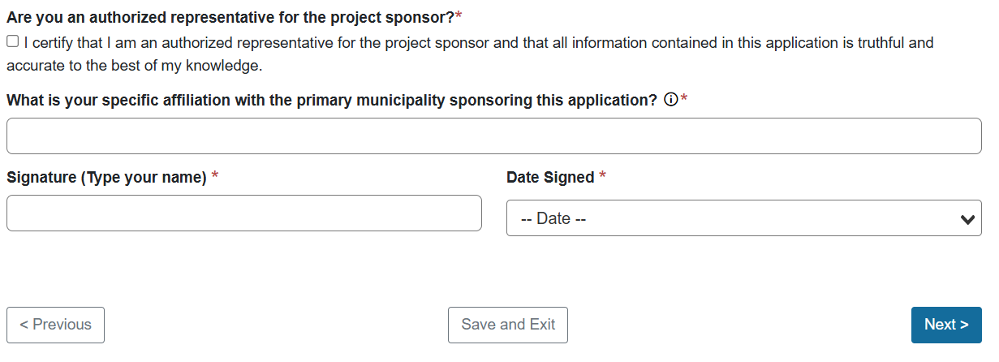 Are you an authorized representative for the project sponsor?*
I certify that I am an authorized representative for the project sponsor and that all information contained in this application is truthful and
accurate to the best of my knowledge.
What is your specific affiliation with the primary municipality sponsoring this application? ⓘ*
Signature (Type your name) *
Date Signed *
-- Date --
< Previous
Save and Exit
Next >